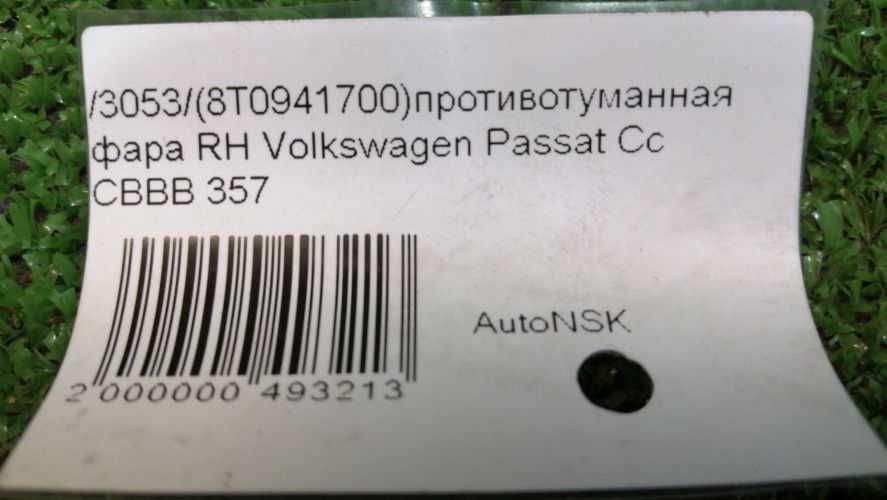 /3053/(8T0941700)противотуманная
фара RH Volkswagen Passat Cc
CBBB 357
AutoNSK
2 000000 493213